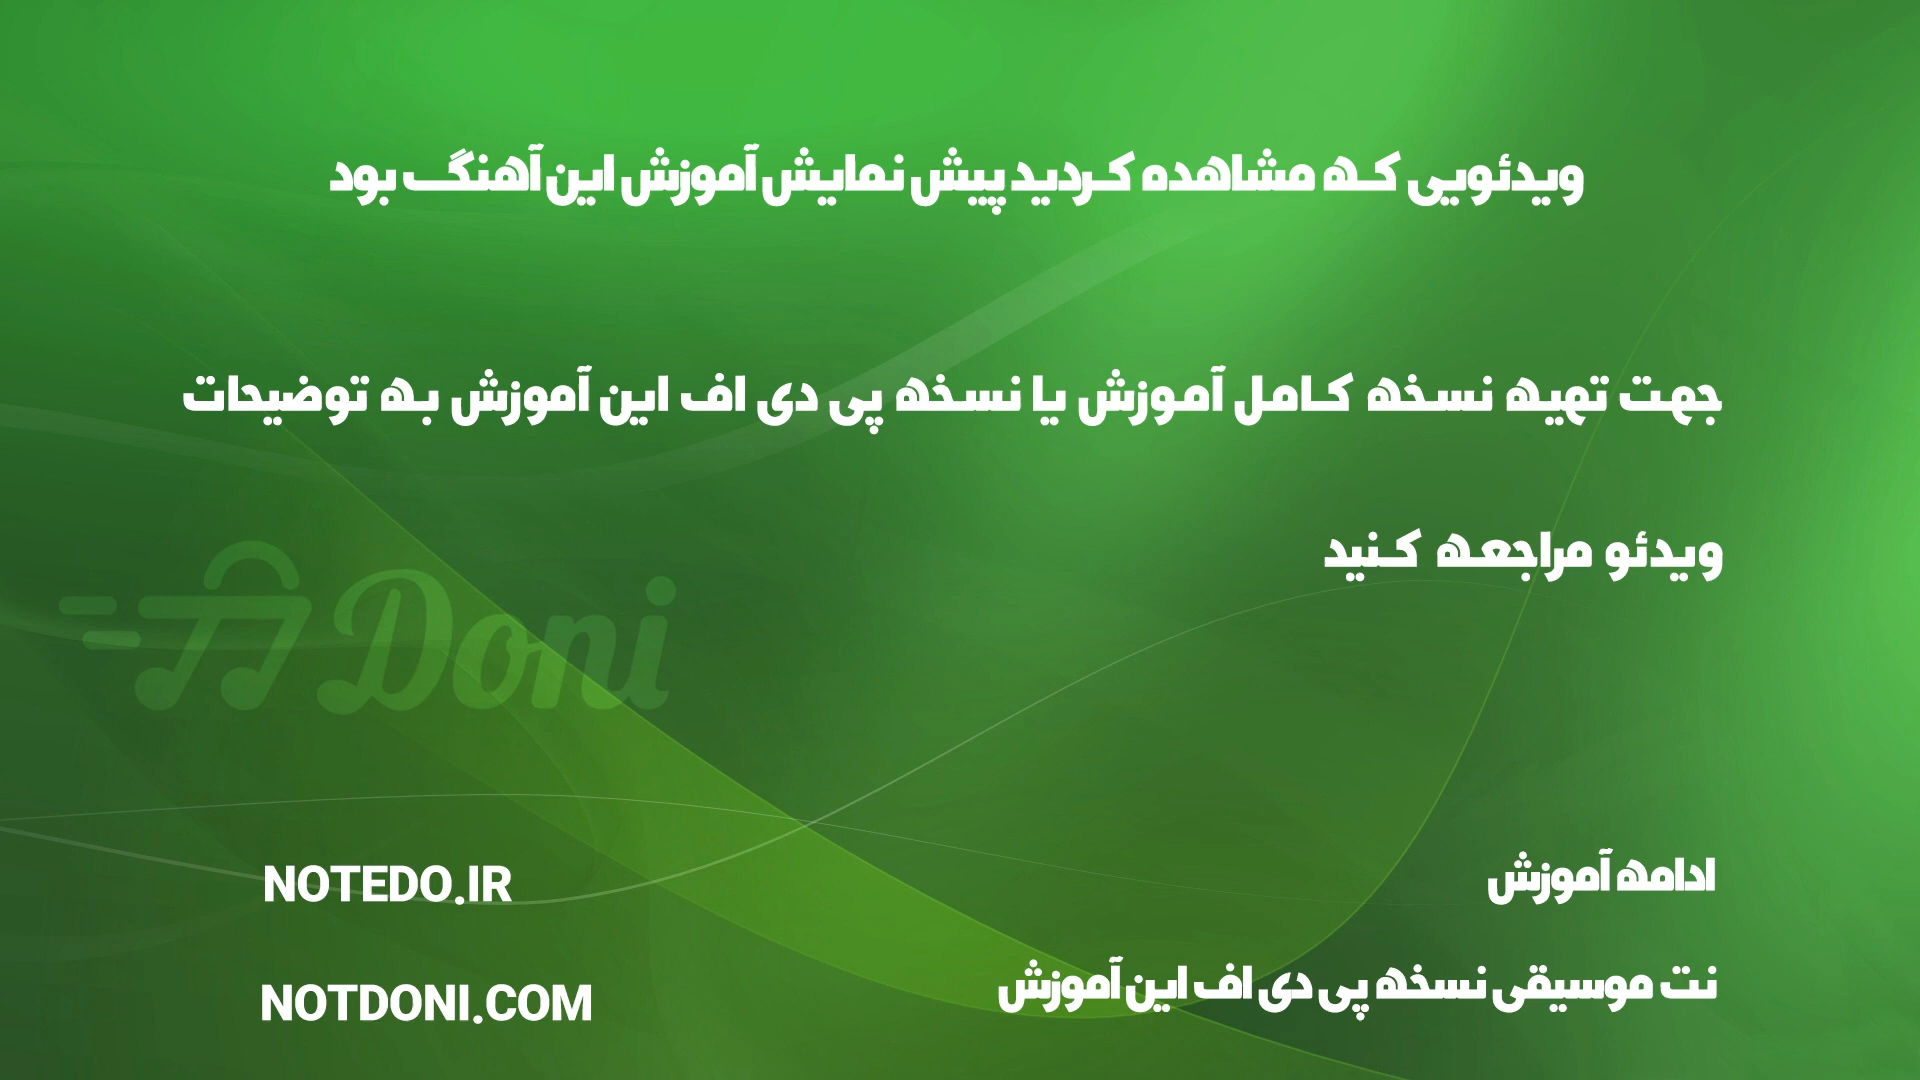 ویدئویی که مشاهده کردید پیش نمایش آموزش این آهنگ بود
جهت تهیه نسخه کامل آموزش یا نسخه پی دی اف این آموزش به توضیحات
ویدئو مراجعه کنید
Doni
ادامه آموزش
NOTEDO.IR
نت موسیقی نسخه پی دی اف این آموزش
NOTDONI.COM